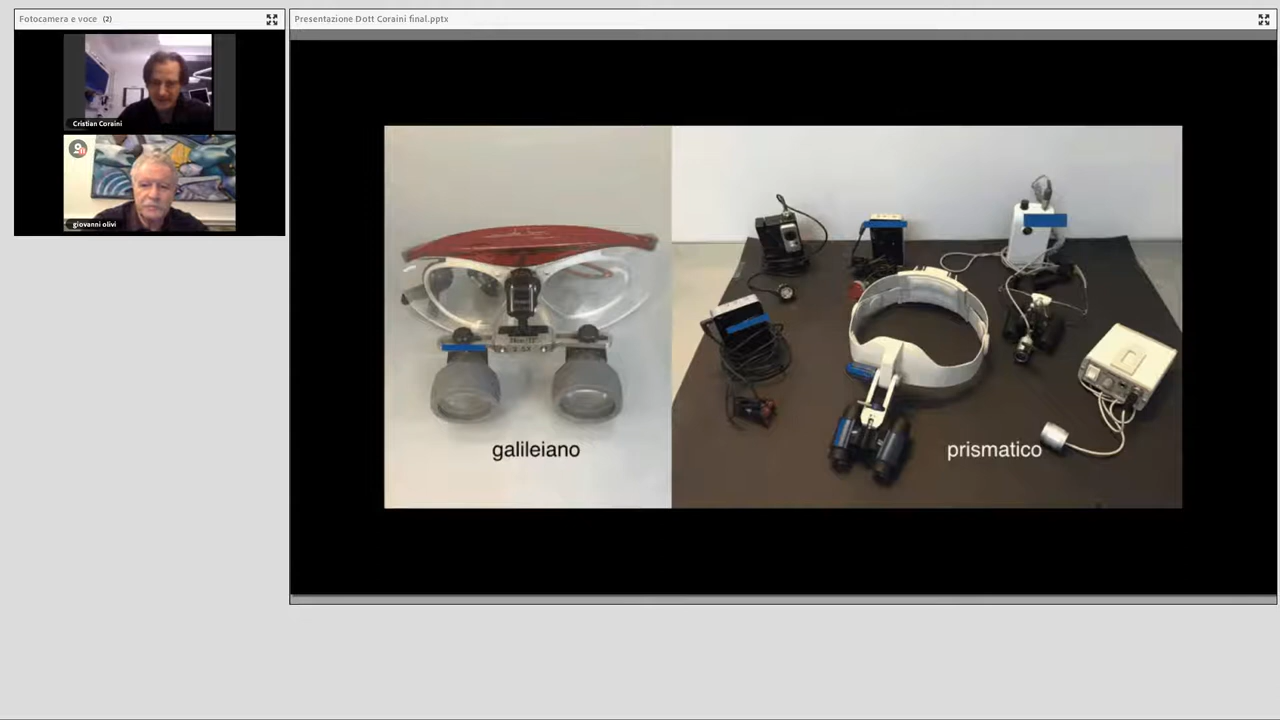 Fotocamera e voce (2)
Cristian Coraini
giovanni olivi
Presentazione Dott Coraini final.pptx
galileiano
prismatico